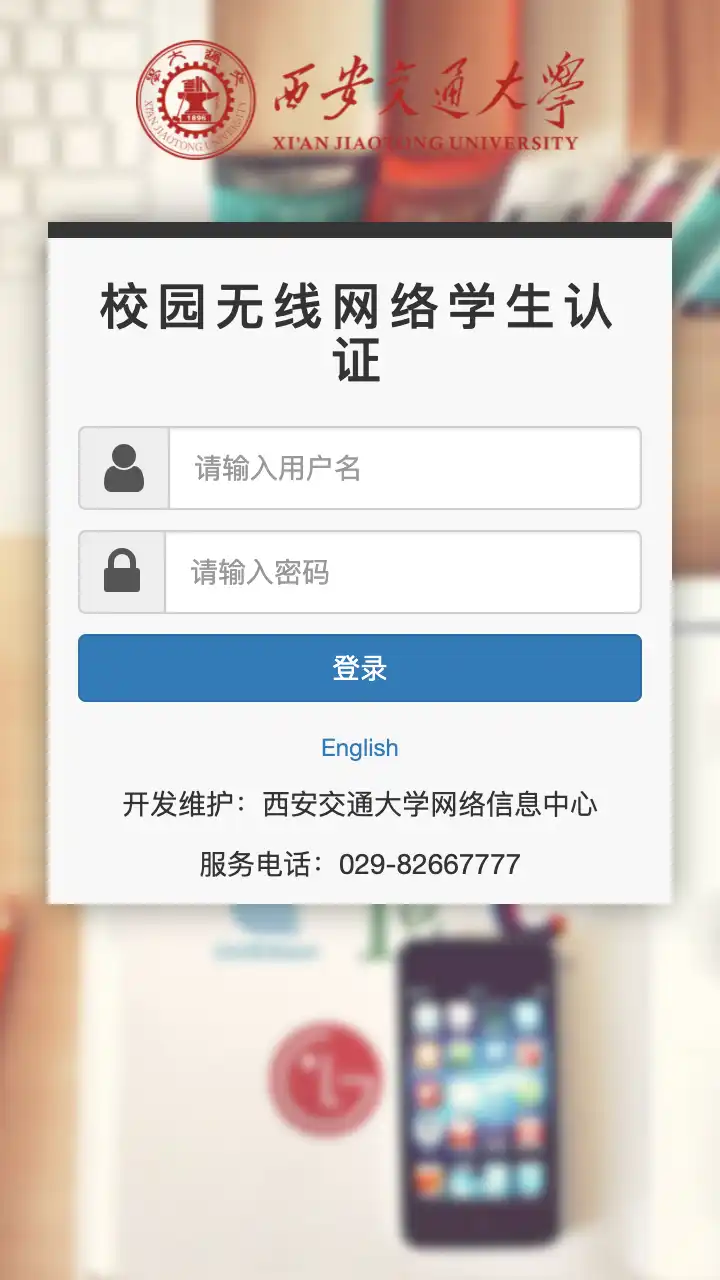 西安交通大学
XI'AN JIAOTONG UNIVERSITY
1896
XI'AN JIAOTONG UNIVERSITY
校园无线网络学生认
证
请输入用户名
请输入密码
登录
English
开发维护：西安交通大学网络信息中心
服务电话：029-82667777